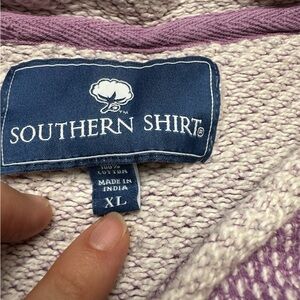 SOUTHERN SHIRT®
100%
COTTON
MADE IN
INDIA
XL